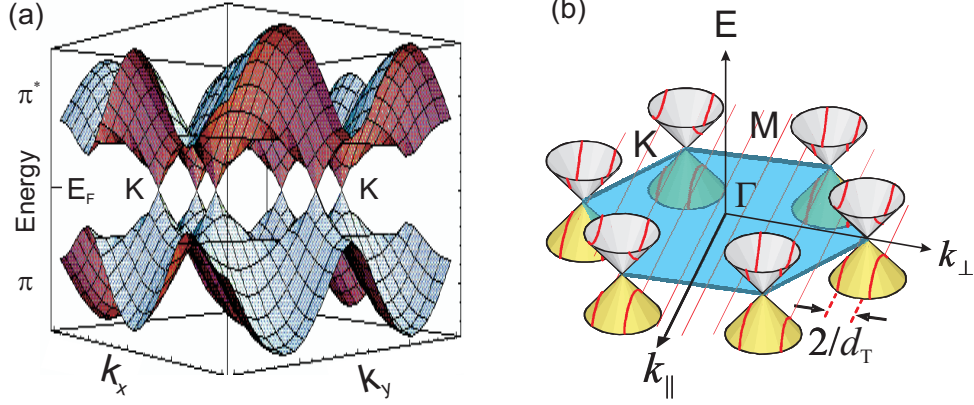 (a)
π*
Energy
E_F
K
K
π
k_x
k_y
(b)
E
K
M
Γ
k_⊥
2/d_T
k_∥